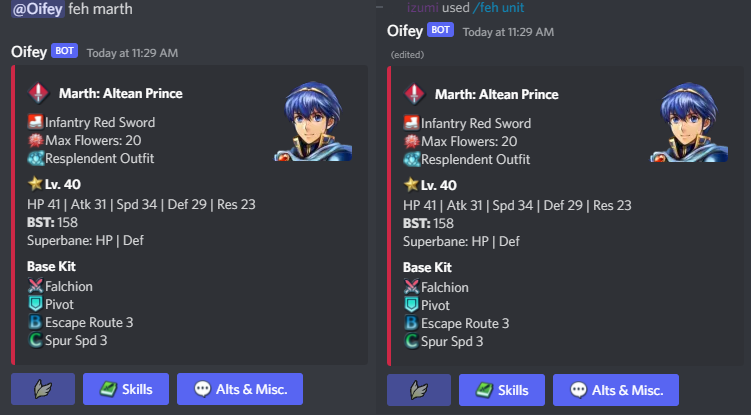 @Oifey feh marth
Oifey BOT Today at 11:29 AM
Marth: Altean Prince
Infantry Red Sword
Max Flowers: 20
Resplendent Outfit
Lv. 40
HP 41 | Atk 31 | Spd 34 | Def 29 | Res 23
BST: 158
Superbane: HP | Def
Base Kit
Falchion
Pivot
B Escape Route 3
C Spur Spd 3
Skills
Alts & Misc.
izumi used /feh unit
Oifey BOT Today at 11:29 AM
(edited)
Marth: Altean Prince
Infantry Red Sword
Max Flowers: 20
Resplendent Outfit
Lv. 40
HP 41 | Atk 31 | Spd 34 | Def 29 | Res 23
BST: 158
Superbane: HP | Def
Base Kit
Falchion
Pivot
B Escape Route 3
C Spur Spd 3
Skills
Alts & Misc.